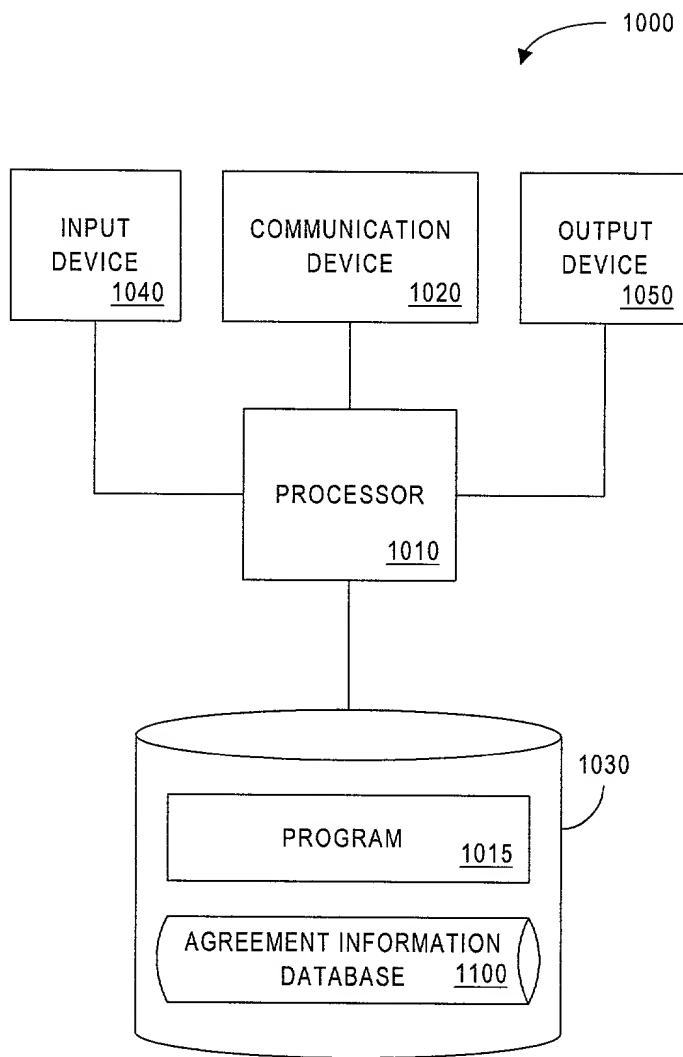 1000
INPUT
DEVICE
1040
COMMUNICATION
DEVICE
1020
OUTPUT
DEVICE
1050
PROCESSOR
1010
1030
PROGRAM
1015
AGREEMENT INFORMATION
DATABASE
1100